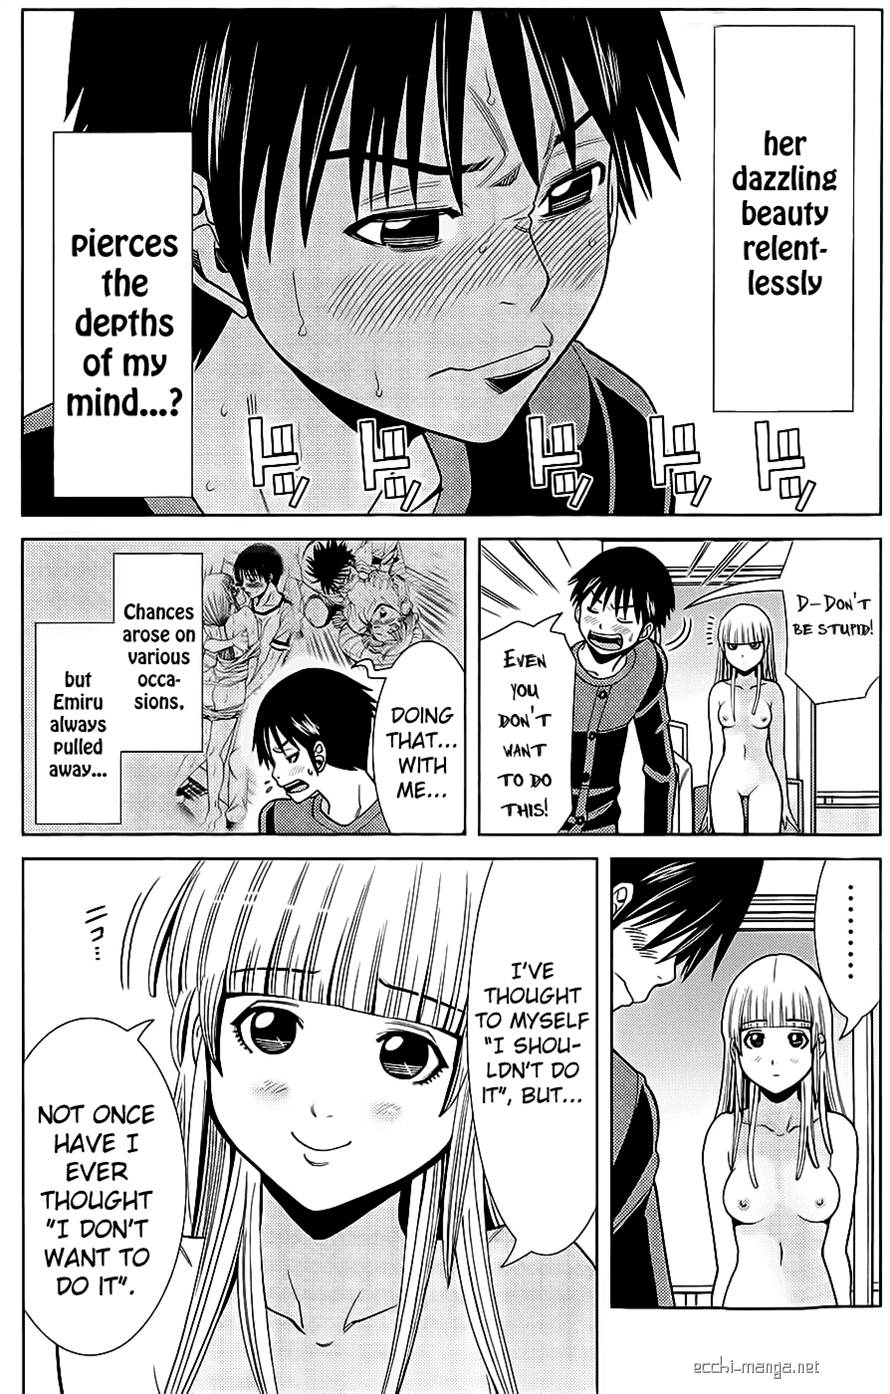 her
dazzling
beauty
relent-
lessly
pierces
the
depths
of my
mind...?
ドッ ドッ ドッ ドッ ドッ
D-DON'T
BE STUPID!
EVEN
YOU
DON'T
WANT
TO DO
THIS!
DOING
THAT...
WITH
ME...
Chances
arose on
various
occa-
sions,
but
Emiru
always
pulled
away...
........
I'VE
THOUGHT
TO MYSELF
"I SHOU-
LDN'T DO
IT", BUT...
NOT ONCE
HAVE I
EVER
THOUGHT
"I DON'T
WANT TO
DO IT".
ecchi-manga.net